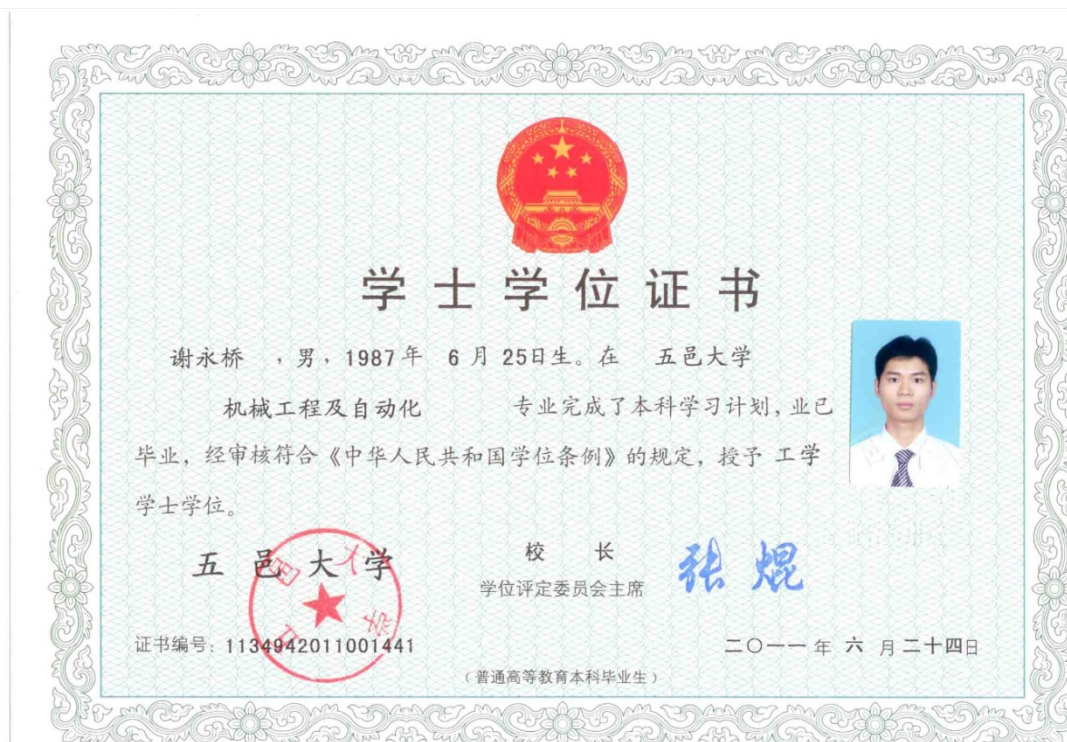 学士学位证书
谢永桥 ，男，1987年 6月25日生。在 五邑大学
机械工程及自动化 专业完成了本科学习计划，业已
毕业，经审核符合《中华人民共和国学位条例》的规定，授予 工学
学士学位。
五邑大学
校 长 张焜
学位评定委员会主席
证书编号：1134942011001441
二〇一一年 六 月二十四日
（普通高等教育本科毕业生）
五邑大学